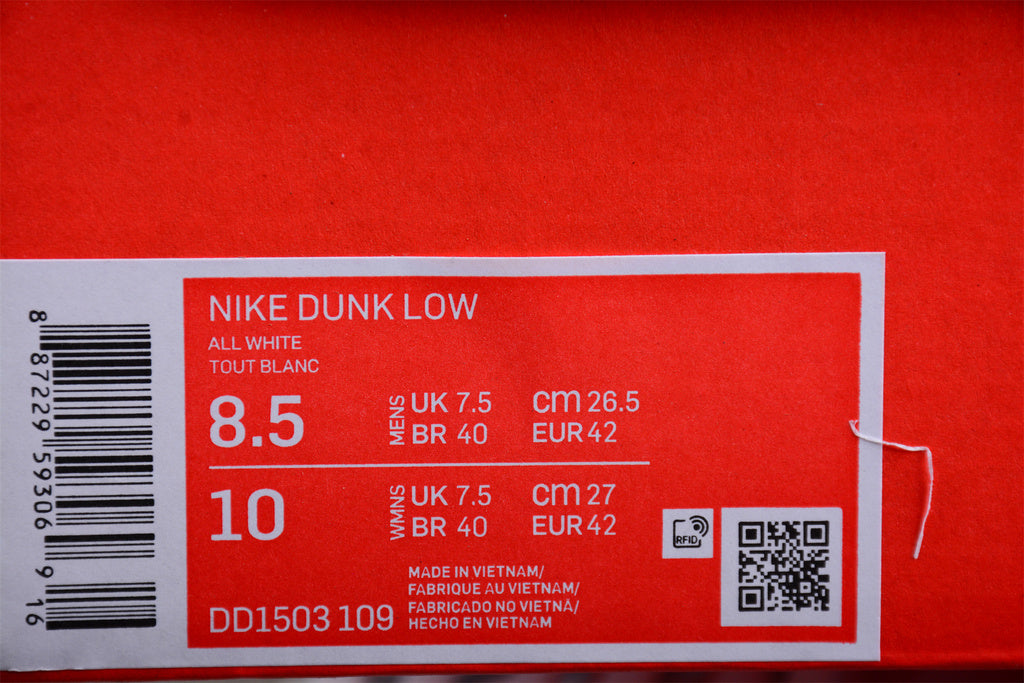 NIKE DUNK LOW
ALL WHITE
TOUT BLANC
8.5 MENS UK 7.5 CM 26.5
BR 40 EUR 42
10 WMNS UK 7.5 CM 27
BR 40 EUR 42
RFID
MADE IN VIETNAM/
FABRIQUE AU VIETNAM/
FABRICADO NO VIETNÃ/
HECHO EN VIETNAM
DD1503 109
8 87229 59306 9 16